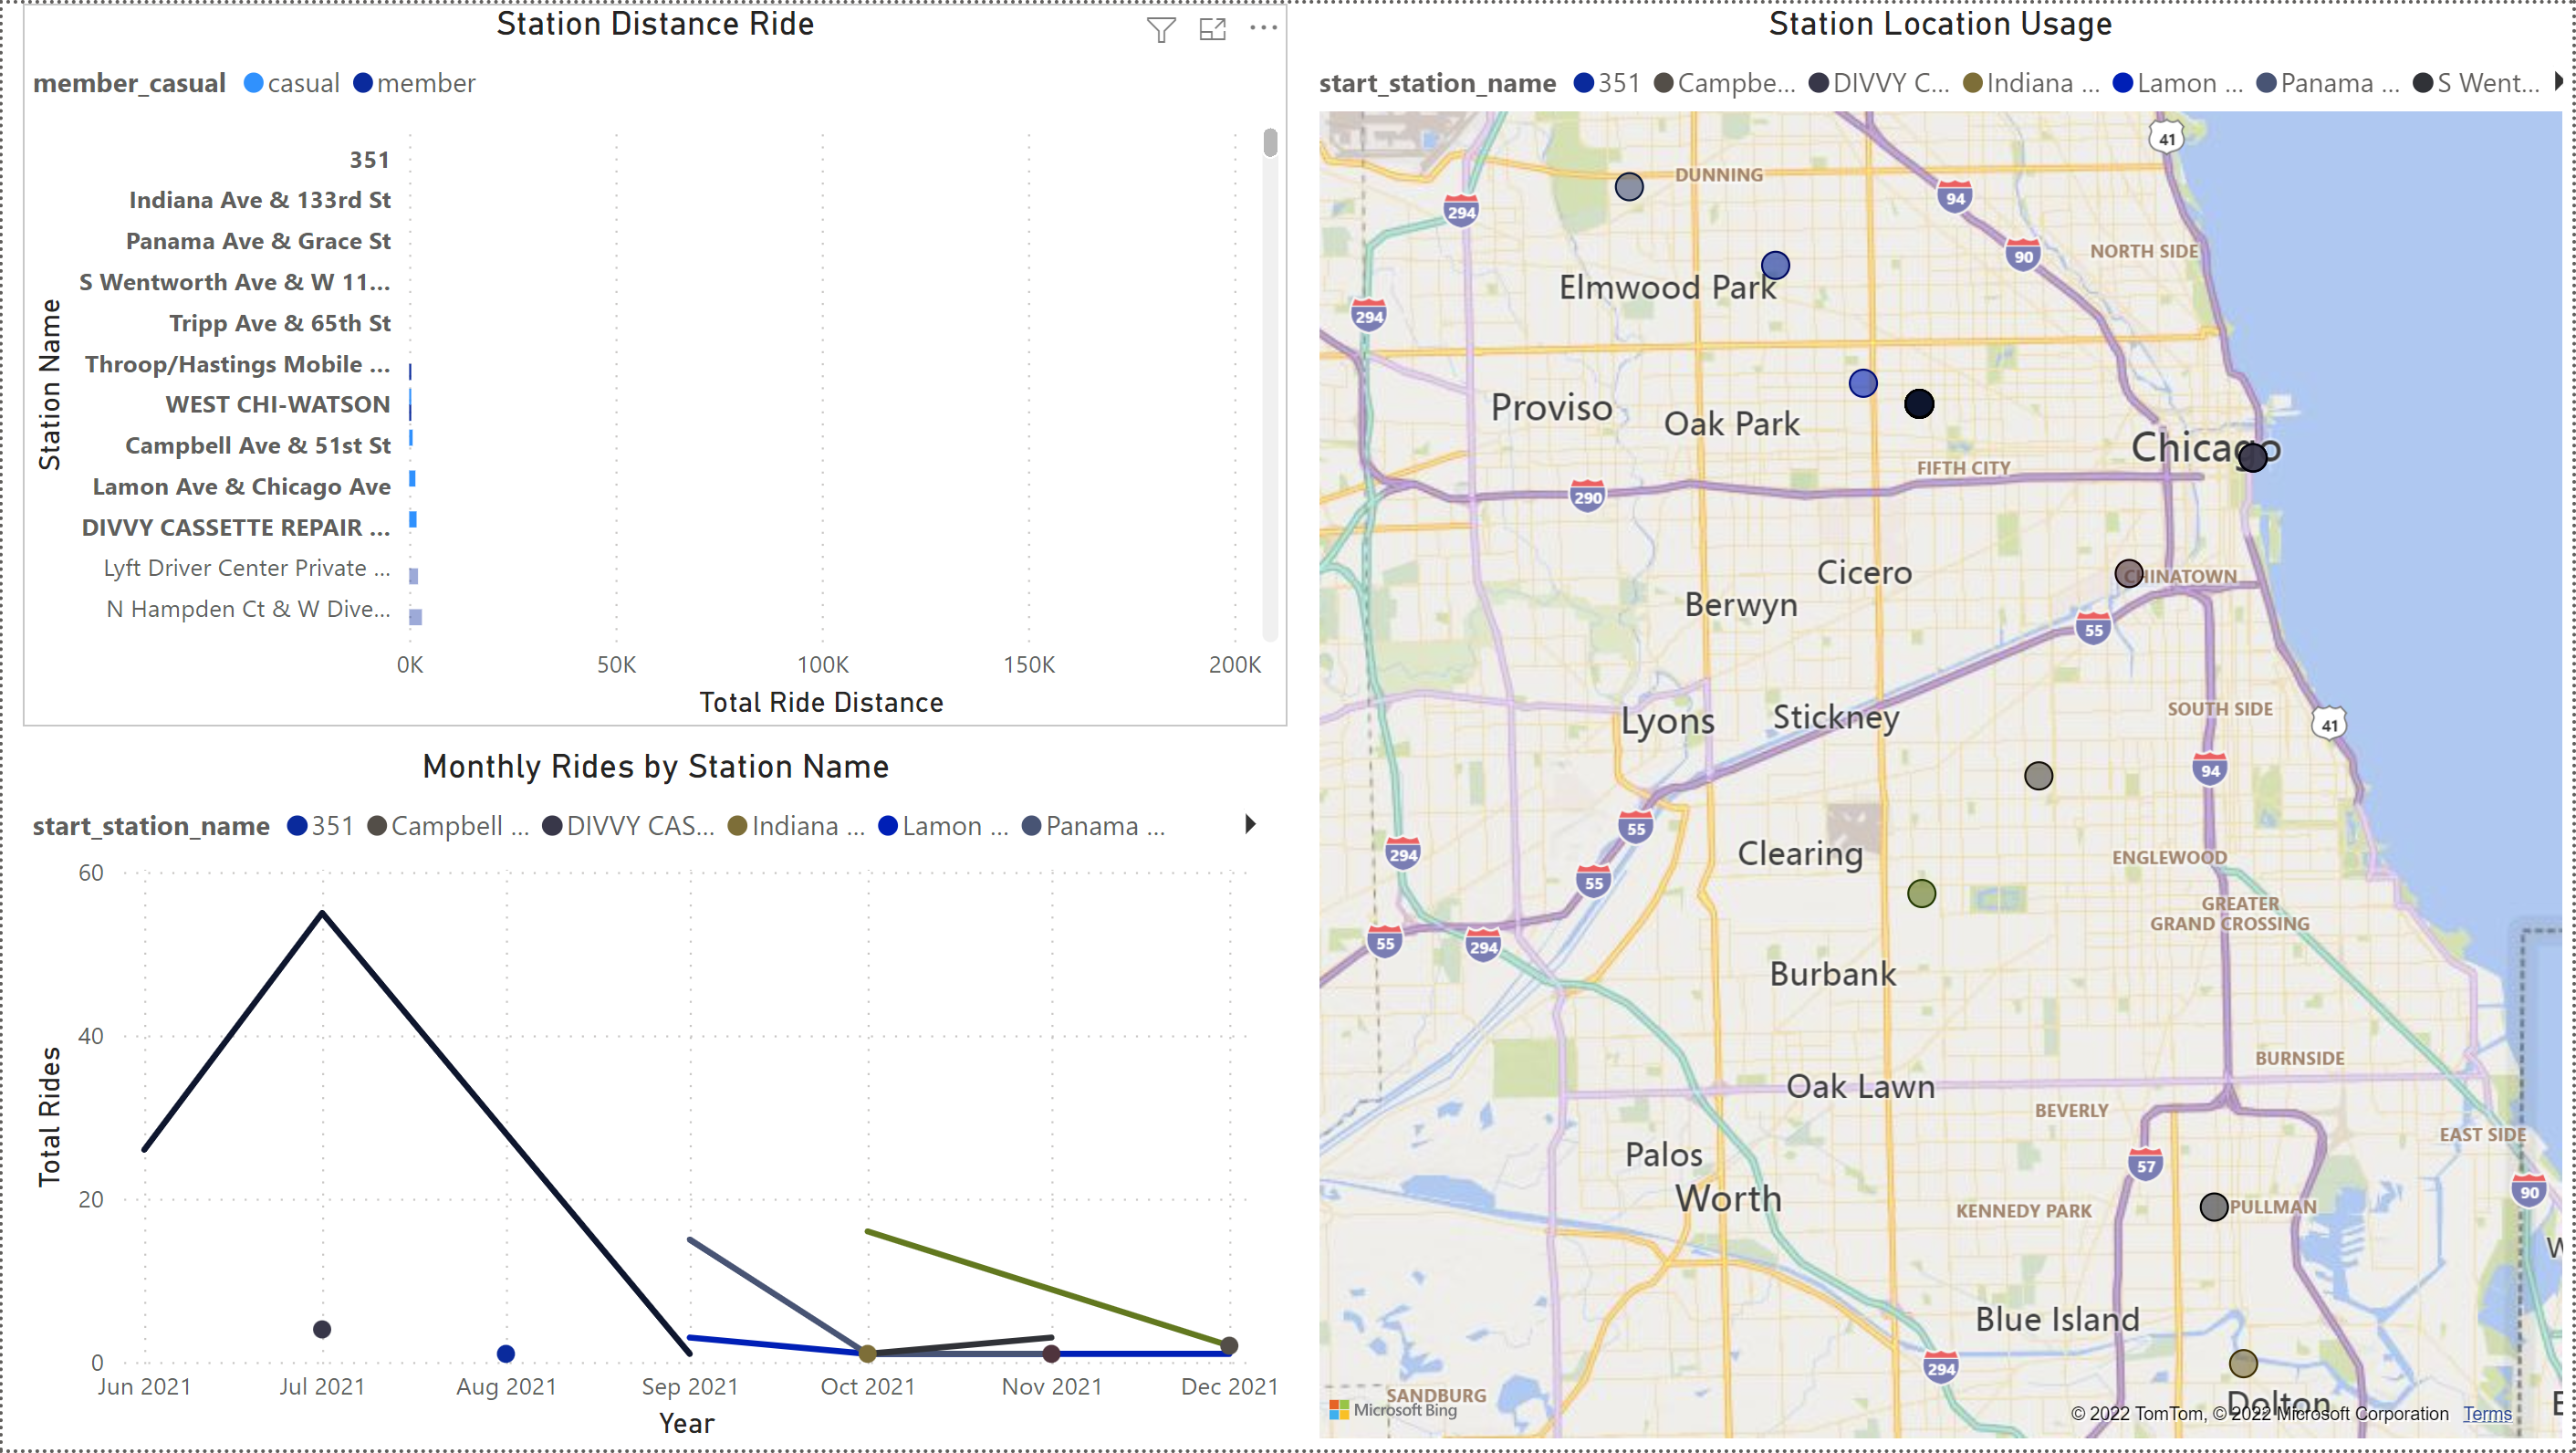 Station Distance Ride
member_casual casual member
Station Name
351
Indiana Ave & 133rd St
Panama Ave & Grace St
S Wentworth Ave & W 11...
Tripp Ave & 65th St
Throop/Hastings Mobile ...
WEST CHI-WATSON
Campbell Ave & 51st St
Lamon Ave & Chicago Ave
DIVVY CASSETTE REPAIR ...
Lyft Driver Center Private ...
N Hampden Ct & W Dive...
0K 50K 100K 150K 200K
Total Ride Distance
Monthly Rides by Station Name
start_station_name 351 Campbell ... DIVVY CAS... Indiana ... Lamon ... Panama ...
Total Rides
60
40
20
0
Jun 2021 Jul 2021 Aug 2021 Sep 2021 Oct 2021 Nov 2021 Dec 2021
Year
Station Location Usage
start_station_name 351 Campbe... DIVVY C... Indiana ... Lamon ... Panama ... S Went...
41
DUNNING
294
94
NORTH SIDE
90
Elmwood Park
294
Proviso
Oak Park
Chicago
FIFTH CITY
290
Cicero
CHINATOWN
Berwyn
55
SOUTH SIDE
Lyons
Stickney
41
94
55
294
Clearing
ENGLEWOOD
55
GREATER
GRAND CROSSING
55
294
Burbank
BURNSIDE
Oak Lawn
BEVERLY
EAST SIDE
Palos
57
90
Worth
KENNEDY PARK
PULLMAN
W
Blue Island
294
SANDBURG
Dolton
E
Microsoft Bing
© 2022 TomTom, © 2022 Microsoft Corporation Terms